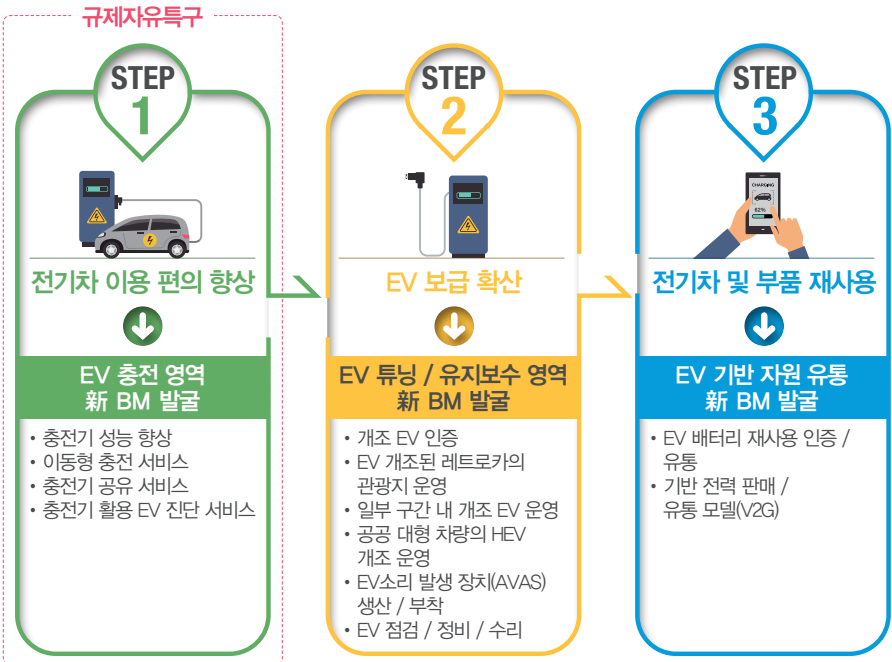 규제자유특구
STEP
1
전기차 이용 편의 향상
EV 충전 영역
新 BM 발굴
• 충전기 성능 향상
• 이동형 충전 서비스
• 충전기 공유 서비스
• 충전기 활용 EV 진단 서비스
STEP
2
EV 보급 확산
EV 튜닝 / 유지보수 영역
新 BM 발굴
• 개조 EV 인증
• EV 개조된 레트로카의
관광지 운영
• 일부 구간 내 개조 EV 운영
• 공공 대형 차량의 HEV
개조 운영
• EV소리 발생 장치(AVAS)
생산 / 부착
• EV 점검 / 정비 / 수리
STEP
3
CHARGING
62%
전기차 및 부품 재사용
EV 기반 자원 유통
新 BM 발굴
• EV 배터리 재사용 인증 /
유통
• 기반 전력 판매 /
유통 모델(V2G)